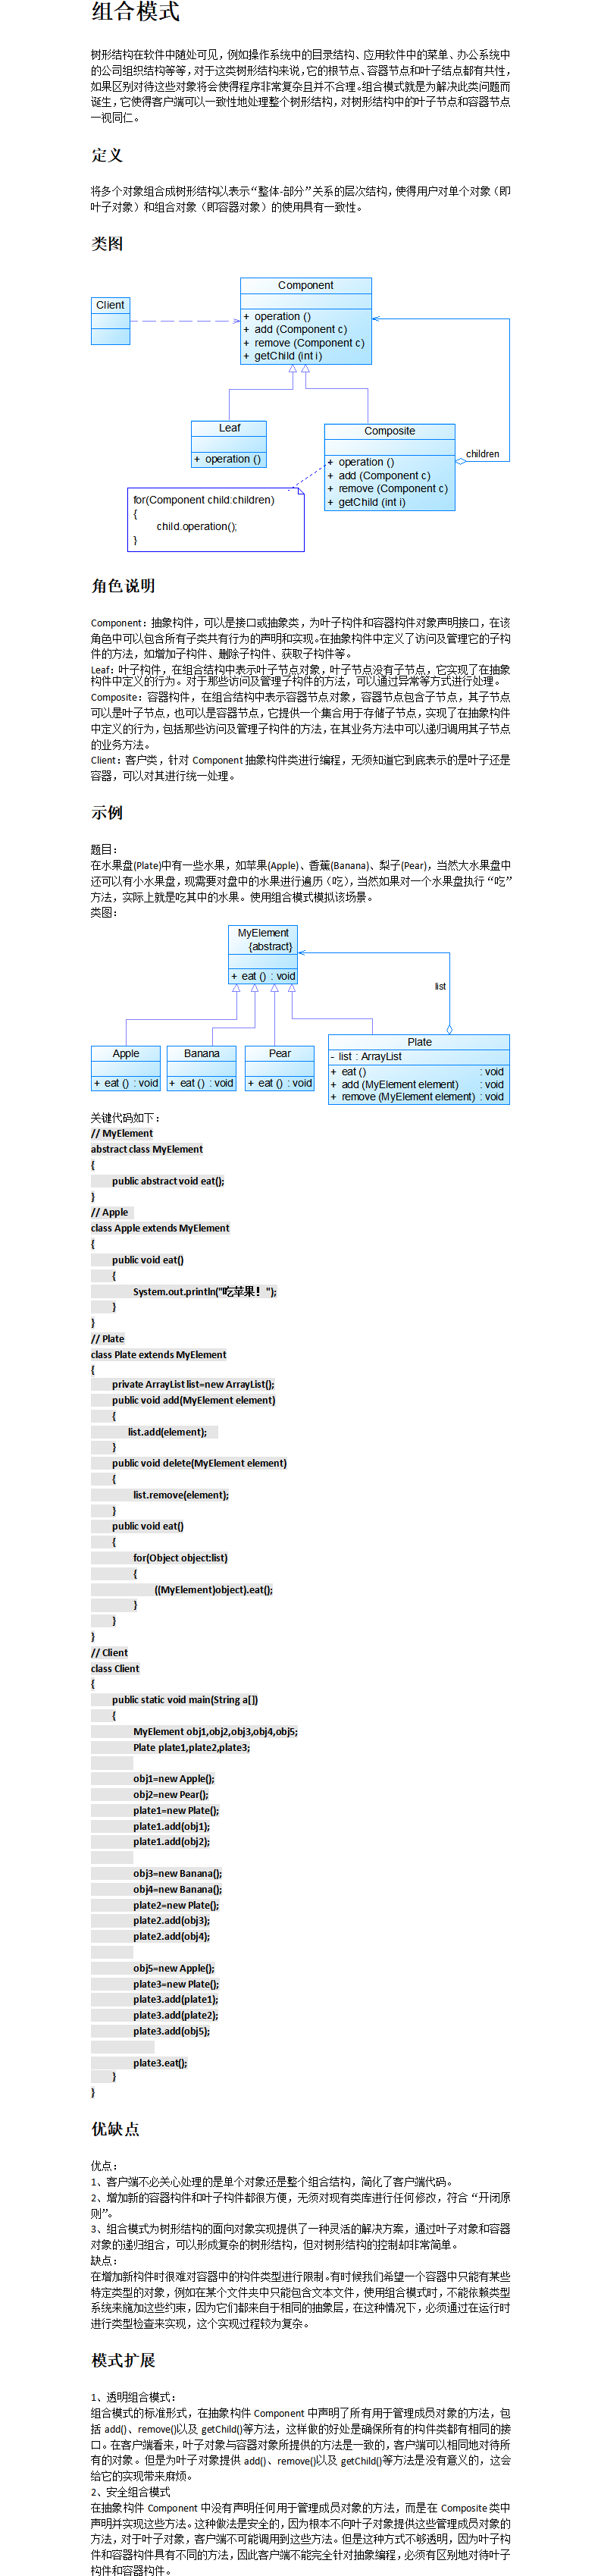 组合模式
树形结构在软件中随处可见，例如操作系统中的目录结构、应用软件中的菜单、办公系统中
的公司组织结构等等，对于这类树形结构来说，它的根节点、容器节点和叶子结点都有共性，
如果区别对待这些对象将会使得程序非常复杂且并不合理。组合模式就是为解决此类问题而
诞生，它使得客户端可以一致性地处理整个树形结构，对树形结构中的叶子节点和容器节点
一视同仁。
定义
将多个对象组合成树形结构以表示“整体-部分”关系的层次结构，使得用户对单个对象（即
叶子对象）和组合对象（即容器对象）的使用具有一致性。
类图
Component
Client
+ operation ()
+ add (Component c)
+ remove (Component c)
+ getChild (int i)
Leaf
+ operation ()
Composite
children
+ operation ()
+ add (Component c)
+ remove (Component c)
+ getChild (int i)
for(Component child:children)
{
child.operation();
}
角色说明
Component：抽象构件，可以是接口或抽象类，为叶子构件和容器构件对象声明接口，在该
角色中可以包含所有子类共有行为的声明和实现。在抽象构件中定义了访问及管理它的子构
件的方法，如增加子构件、删除子构件、获取子构件等。
Leaf：叶子构件，在组合结构中表示叶子节点对象，叶子节点没有子节点，它实现了在抽象
构件中定义的行为。对于那些访问及管理子构件的方法，可以通过异常等方式进行处理。
Composite：容器构件，在组合结构中表示容器节点对象，容器节点包含子节点，其子节点
可以是叶子节点，也可以是容器节点，它提供一个集合用于存储子节点，实现了在抽象构件
中定义的行为，包括那些访问及管理子构件的方法，在其业务方法中可以递归调用其子节点
的业务方法。
Client：客户类，针对 Component 抽象构件类进行编程，无须知道它到底表示的是叶子还是
容器，可以对其进行统一处理。
示例
题目：
在水果盘(Plate)中有一些水果，如苹果(Apple)、香蕉(Banana)、梨子(Pear)，当然大水果盘中
还可以有小水果盘，现需要对盘中的水果进行遍历（吃），当然如果对一个水果盘执行“吃”
方法，实际上就是吃其中的水果。使用组合模式模拟该场景。
类图：
MyElement
{abstract}
+ eat () : void
list
Apple
+ eat () : void
Banana
+ eat () : void
Pear
+ eat () : void
Plate
- list : ArrayList
+ eat () : void
+ add (MyElement element) : void
+ remove (MyElement element) : void
关键代码如下：
// MyElement
abstract class MyElement
{
public abstract void eat();
}
// Apple
class Apple extends MyElement
{
public void eat()
{
System.out.println("吃苹果！");
}
}
// Plate
class Plate extends MyElement
{
private ArrayList list=new ArrayList();
public void add(MyElement element)
{
list.add(element);
}
public void delete(MyElement element)
{
list.remove(element);
}
public void eat()
{
for(Object object:list)
{
((MyElement)object).eat();
}
}
}
// Client
class Client
{
public static void main(String a[])
{
MyElement obj1,obj2,obj3,obj4,obj5;
Plate plate1,plate2,plate3;
obj1=new Apple();
obj2=new Pear();
plate1=new Plate();
plate1.add(obj1);
plate1.add(obj2);
obj3=new Banana();
obj4=new Banana();
plate2=new Plate();
plate2.add(obj3);
plate2.add(obj4);
obj5=new Apple();
plate3=new Plate();
plate3.add(plate1);
plate3.add(plate2);
plate3.add(obj5);
plate3.eat();
}
}
优缺点
优点：
1、客户端不必关心处理的是单个对象还是整个组合结构，简化了客户端代码。
2、增加新的容器构件和叶子构件都很方便，无须对现有类库进行任何修改，符合“开闭原
则”。
3、组合模式为树形结构的面向对象实现提供了一种灵活的解决方案，通过叶子对象和容器
对象的递归组合，可以形成复杂的树形结构，但对树形结构的控制却非常简单。
缺点：
在增加新构件时很难对容器中的构件类型进行限制。有时候我们希望一个容器中只能有某些
特定类型的对象，例如在某个文件夹中只能包含文本文件，使用组合模式时，不能依赖类型
系统来施加这些约束，因为它们都来自于相同的抽象层，在这种情况下，必须通过在运行时
进行类型检查来实现，这个实现过程较为复杂。
模式扩展
1、透明组合模式：
组合模式的标准形式，在抽象构件 Component 中声明了所有用于管理成员对象的方法，包
括 add()、remove()以及 getChild()等方法，这样做的好处是确保所有的构件类都有相同的接
口。在客户端看来，叶子对象与容器对象所提供的方法是一致的，客户端可以相同地对待所
有的对象。但是为叶子对象提供 add()、remove()以及 getChild()等方法是没有意义的，这会
给它的实现带来麻烦。
2、安全组合模式
在抽象构件 Component 中没有声明任何用于管理成员对象的方法，而是在 Composite 类中
声明并实现这些方法。这种做法是安全的，因为根本不向叶子对象提供这些管理成员对象的
方法，对于叶子对象，客户端不可能调用到这些方法。但是这种方式不够透明，因为叶子构
件和容器构件具有不同的方法，因此客户端不能完全针对抽象编程，必须有区别地对待叶子
构件和容器构件。